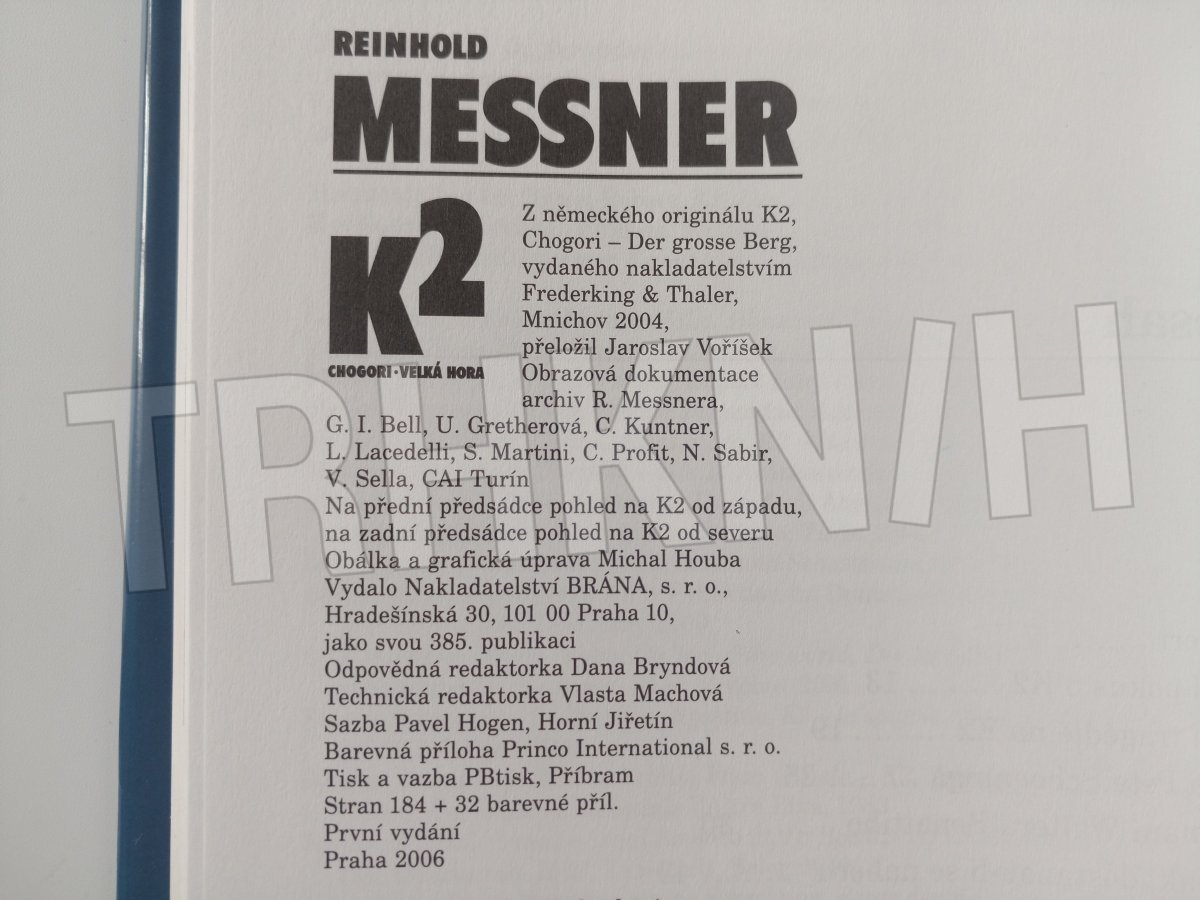 REINHOLD
MESSNER
K2
CHOGORI · VELKÁ HORA
Z německého originálu K2,
Chogori – Der grosse Berg,
vydaného nakladatelstvím
Frederking & Thaler,
Mnichov 2004,
přeložil Jaroslav Voříšek
Obrazová dokumentace
archiv R. Messnera,
G. I. Bell, U. Gretherová, C. Kuntner,
L. Lacedelli, S. Martini, C. Profit, N. Sabir,
V. Sella, CAI Turín
Na přední předsádce pohled na K2 od západu,
na zadní předsádce pohled na K2 od severu
Obálka a grafická úprava Michal Houba
Vydalo Nakladatelství BRÁNA, s. r. o.,
Hradešínská 30, 101 00 Praha 10,
jako svou 385. publikaci
Odpovědná redaktorka Dana Bryndová
Technická redaktorka Vlasta Machová
Sazba Pavel Hogen, Horní Jiřetín
Barevná příloha Princo International s. r. o.
Tisk a vazba PBtisk, Příbram
Stran 184 + 32 barevné příl.
První vydání
Praha 2006
TRHKN/H